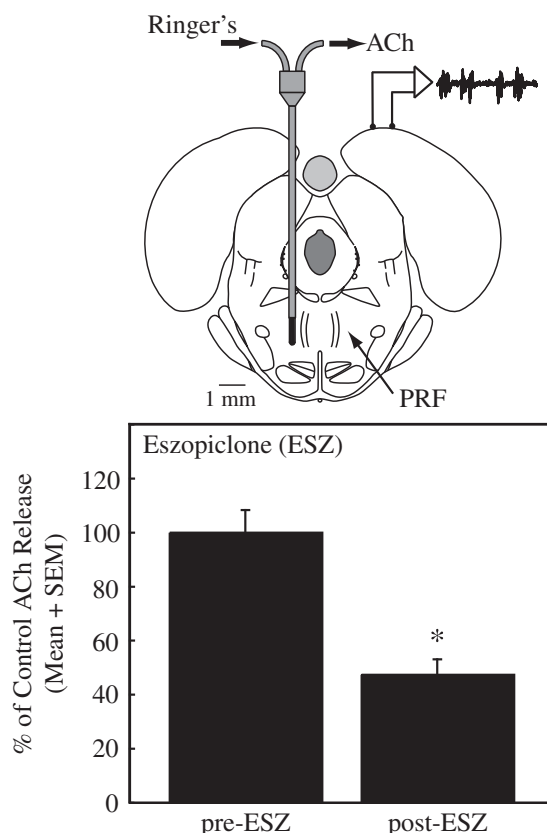 Ringer's
ACh
1 mm
PRF
Eszopiclone (ESZ)
% of Control ACh Release
(Mean + SEM)
120
100
80
60
40
20
0
*
pre-ESZ
post-ESZ